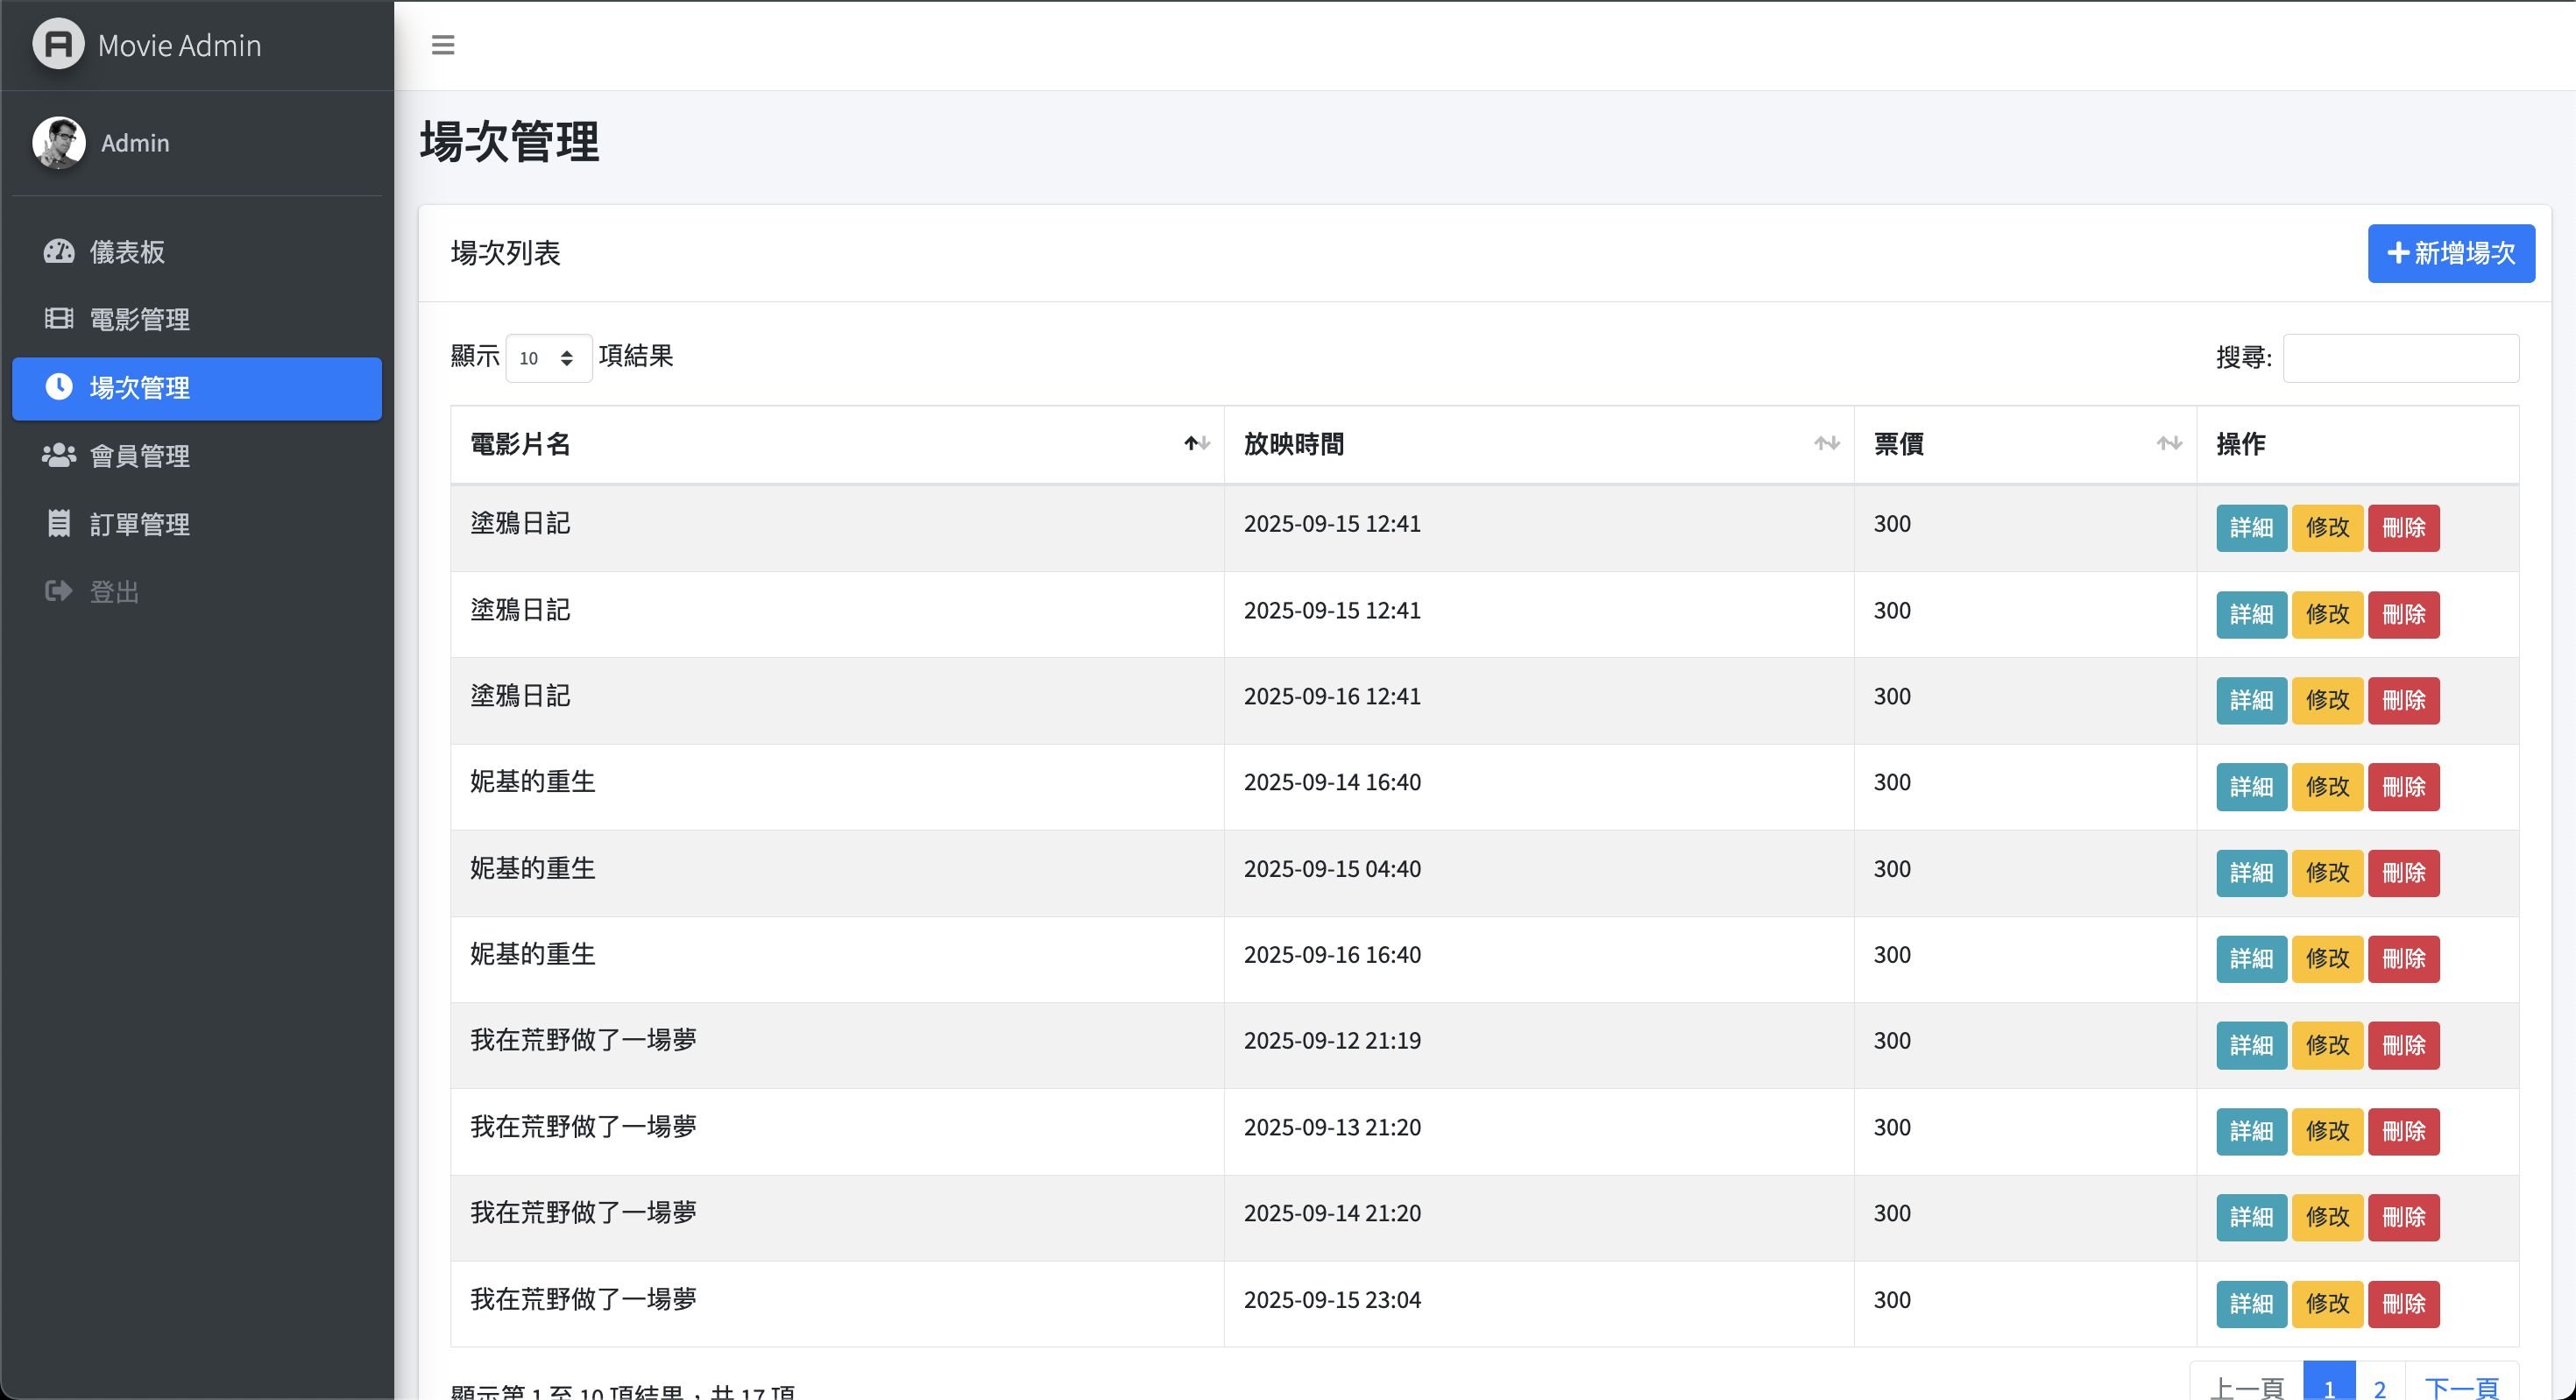 Movie Admin
Admin
儀表板
電影管理
場次管理
會員管理
訂單管理
登出
場次管理
場次列表
新增場次
顯示 10 項結果
搜尋:
電影片名 放映時間 票價 操作
塗鴉日記 2025-09-15 12:41 300 詳細 修改 刪除
塗鴉日記 2025-09-15 12:41 300 詳細 修改 刪除
塗鴉日記 2025-09-16 12:41 300 詳細 修改 刪除
妮基的重生 2025-09-14 16:40 300 詳細 修改 刪除
妮基的重生 2025-09-15 04:40 300 詳細 修改 刪除
妮基的重生 2025-09-16 16:40 300 詳細 修改 刪除
我在荒野做了一場夢 2025-09-12 21:19 300 詳細 修改 刪除
我在荒野做了一場夢 2025-09-13 21:20 300 詳細 修改 刪除
我在荒野做了一場夢 2025-09-14 21:20 300 詳細 修改 刪除
我在荒野做了一場夢 2025-09-15 23:04 300 詳細 修改 刪除
顯示第 1 至 10 項結果，共 17 項
上一頁 1 2 下一頁